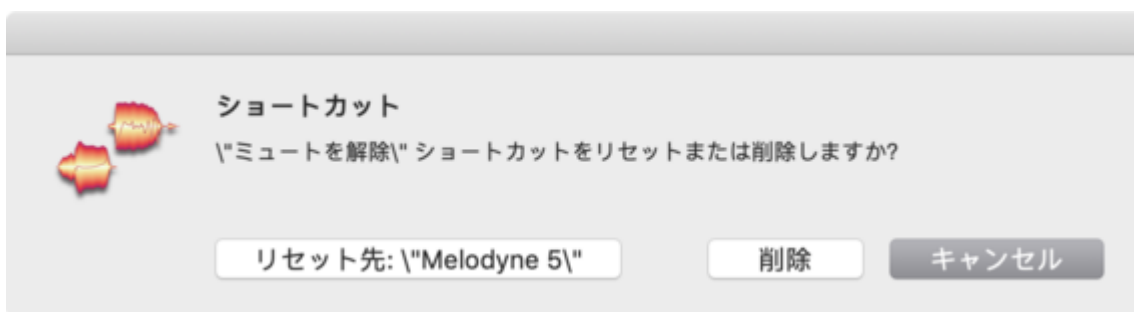 ショートカット
\"ミュートを解除\" ショートカットをリセットまたは削除しますか?
リセット先: \"Melodyne 5\"
削除
キャンセル